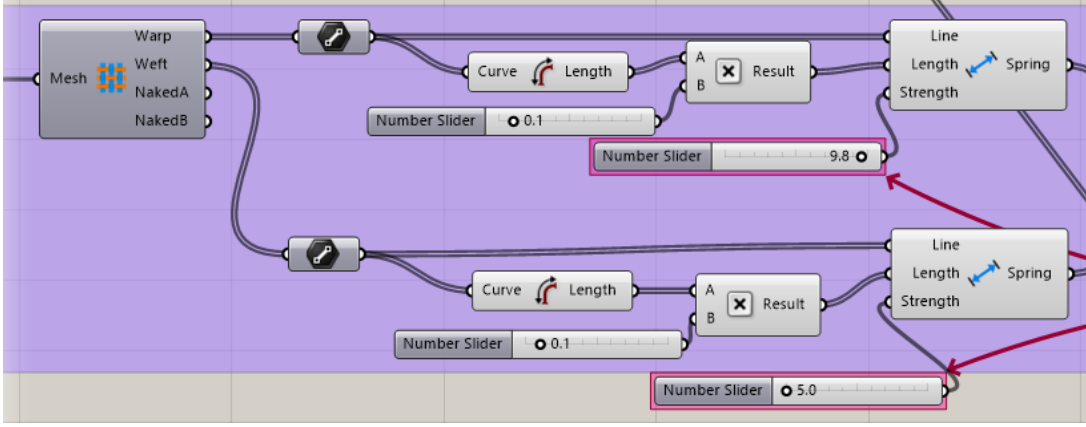 Mesh
Warp
Weft
NakedA
NakedB
Curve Length
A
B
Result
Number Slider 0.1
Number Slider 9.8
Line
Length
Strength
Spring
Curve Length
A
B
Result
Number Slider 0.1
Number Slider 5.0
Line
Length
Strength
Spring